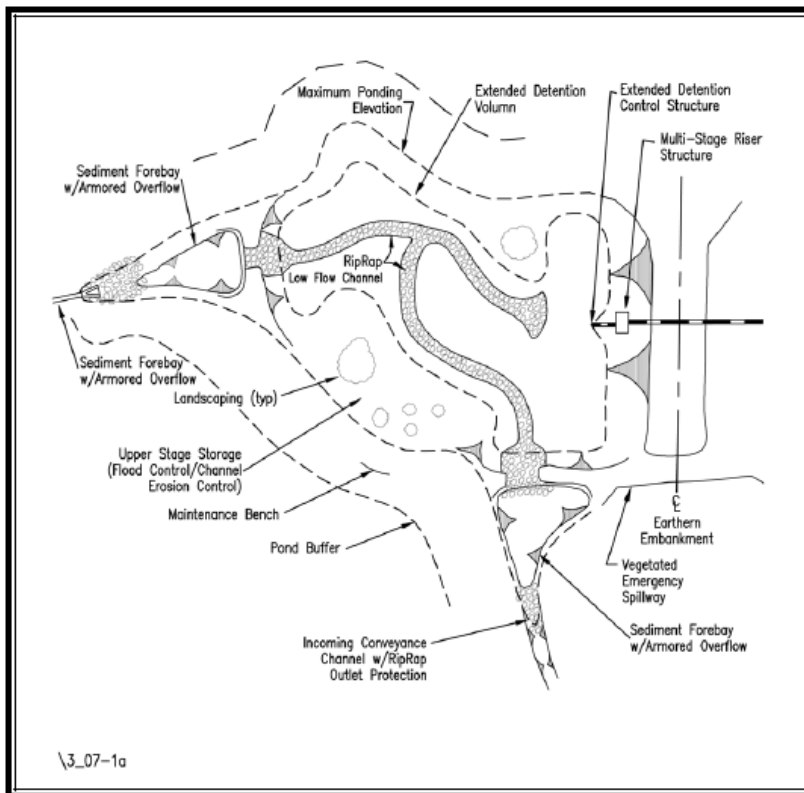 Maximum Ponding
Elevation
Extended Detention
Volumn
Extended Detention
Control Structure
Multi-Stage Riser
Structure
Sediment Forebay
w/Armored Overflow
RipRap
Low Flow Channel
Sediment Forebay
w/Armored Overflow
Landscaping (typ)
Upper Stage Storage
(Flood Control/Channel
Erosion Control)
Maintenance Bench
Pond Buffer
℄
Earthern
Embankment
Vegetated
Emergency
Spillway
Sediment Forebay
w/Armored Overflow
Incoming Conveyance
Channel w/RipRap
Outlet Protection
\3_07-1a